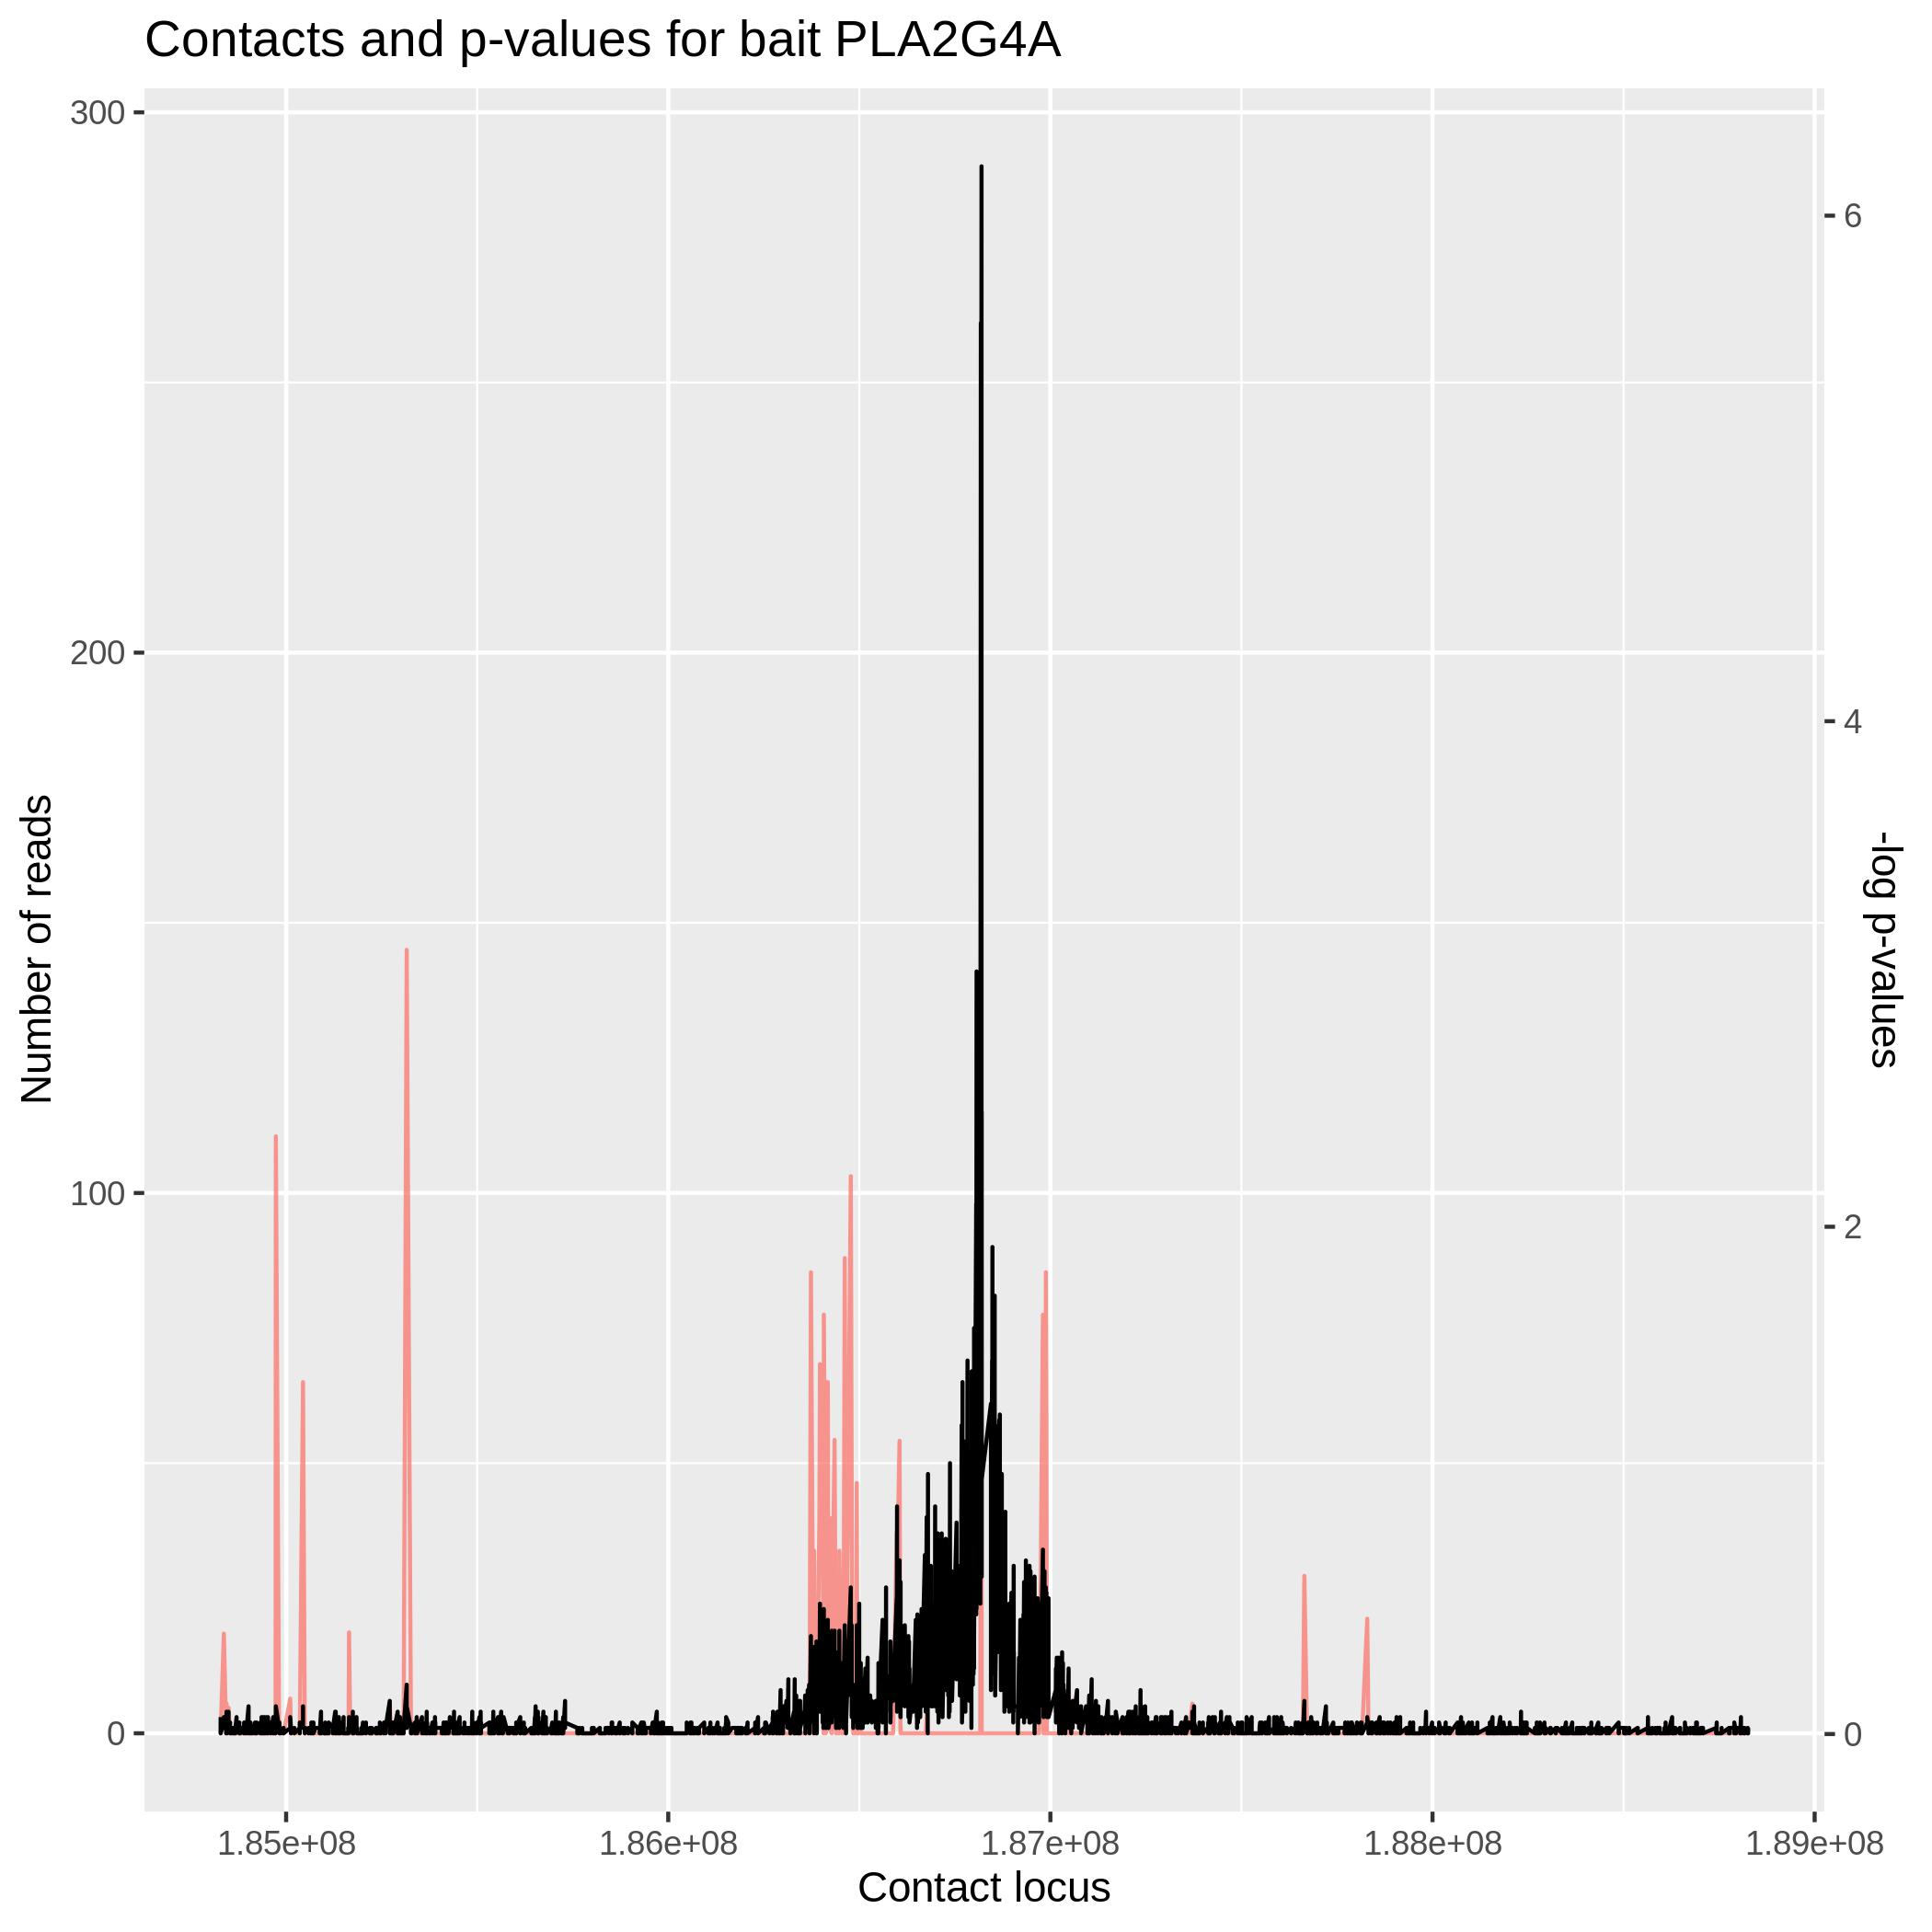 Contacts and p-values for bait PLA2G4A
300
200
100
0
Number of reads
6
4
2
0
-log p-values
1.85e+08
1.86e+08
1.87e+08
1.88e+08
1.89e+08
Contact locus